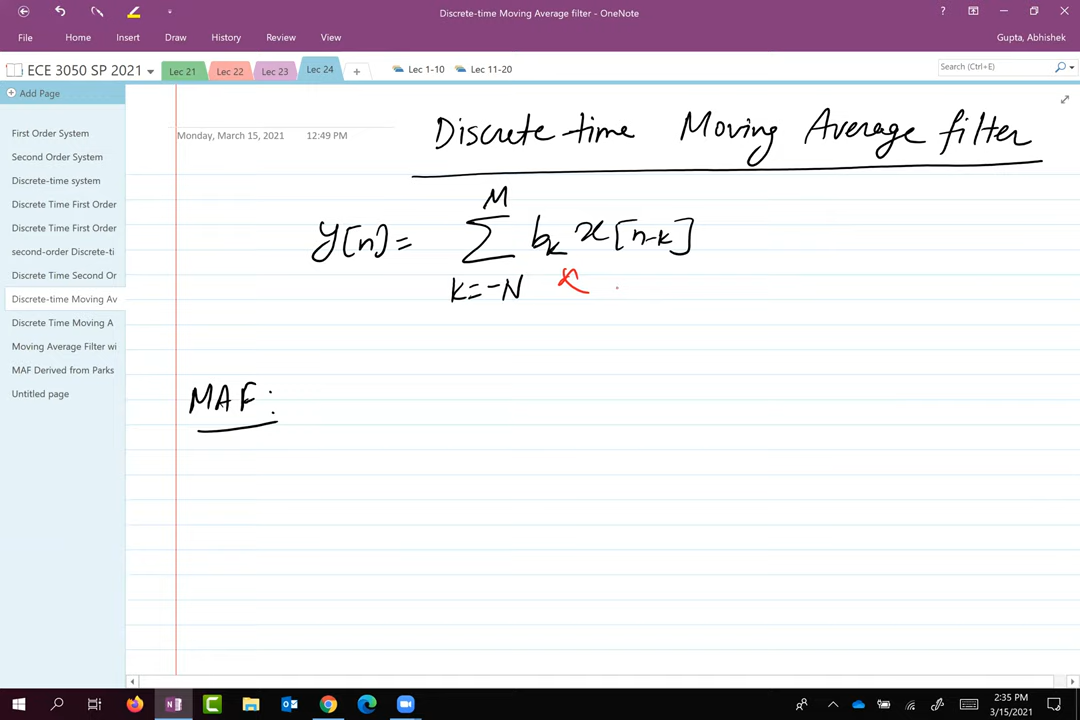 Discrete-time Moving Average filter - OneNote
File Home Insert Draw History Review View
Gupta, Abhishek
ECE 3050 SP 2021
Lec 21 Lec 22 Lec 23 Lec 24
Lec 1-10 Lec 11-20
Search (Ctrl+E)
Add Page
First Order System
Second Order System
Discrete-time system
Discrete Time First Order
Discrete Time First Order
second-order Discrete-ti
Discrete Time Second Or
Discrete-time Moving Av
Discrete Time Moving A
Moving Average Filter wi
MAF Derived from Parks
Untitled page
Monday, March 15, 2021 12:49 PM
Discrete-time Moving Average filter
y[n] = ∑_{k=-N}^{M} b_k x[n-k]
MAF:
2:35 PM
3/15/2021